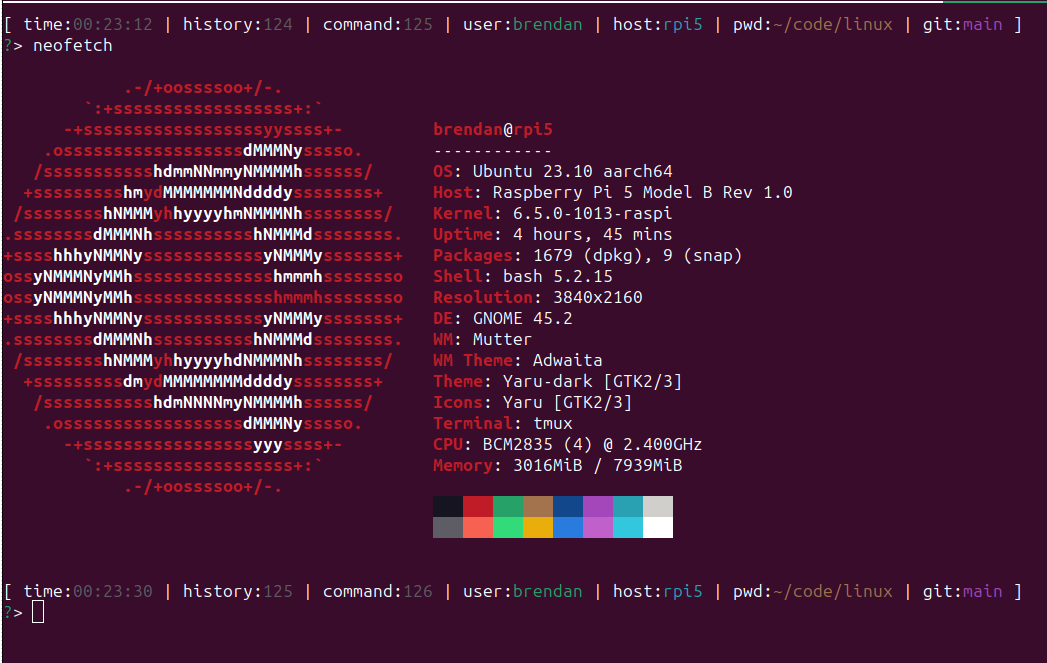 [ time:00:23:12 | history:124 | command:125 | user:brendan | host:rpi5 | pwd:~/code/linux | git:main ]
?> neofetch
            .-/+oossssoo+/-.
        `:+ssssssssssssssssss+:`
      -+ssssssssssssssssssyyssss+-         brendan@rpi5
    .ossssssssssssssssssdMMMNysssso.       ------------
   /ssssssssssshdmmNNmmyNMMMMhssssss/      OS: Ubuntu 23.10 aarch64
  +ssssssssshmydMMMMMMMNddddyssssssss+     Host: Raspberry Pi 5 Model B Rev 1.0
 /sssssssshNMMMyhhyyyyhmNMMMNhssssssss/    Kernel: 6.5.0-1013-raspi
.ssssssssdMMMNhsssssssssshNMMMdssssssss.   Uptime: 4 hours, 45 mins
+sssshhhyNMMNyssssssssssssyNMMMysssssss+   Packages: 1679 (dpkg), 9 (snap)
ossyNMMMNyMMhsssssssssssssshmmmhssssssso   Shell: bash 5.2.15
ossyNMMMNyMMhsssssssssssssshmmmhssssssso   Resolution: 3840x2160
+sssshhhyNMMNyssssssssssssyNMMMysssssss+   DE: GNOME 45.2
.ssssssssdMMMNhsssssssssshNMMMdssssssss.   WM: Mutter
 /sssssssshNMMMyhhyyyyhdNMMMNhssssssss/    WM Theme: Adwaita
  +sssssssssdmydMMMMMMMMddddyssssssss+     Theme: Yaru-dark [GTK2/3]
   /ssssssssssshdmNNNNmyNMMMMhssssss/      Icons: Yaru [GTK2/3]
    .ossssssssssssssssssdMMMNysssso.       Terminal: tmux
      -+sssssssssssssssssyyyssss+-         CPU: BCM2835 (4) @ 2.400GHz
        `:+ssssssssssssssssss+:`           Memory: 3016MiB / 7939MiB
            .-/+oossssoo+/-.
[ time:00:23:30 | history:125 | command:126 | user:brendan | host:rpi5 | pwd:~/code/linux | git:main ]
?>